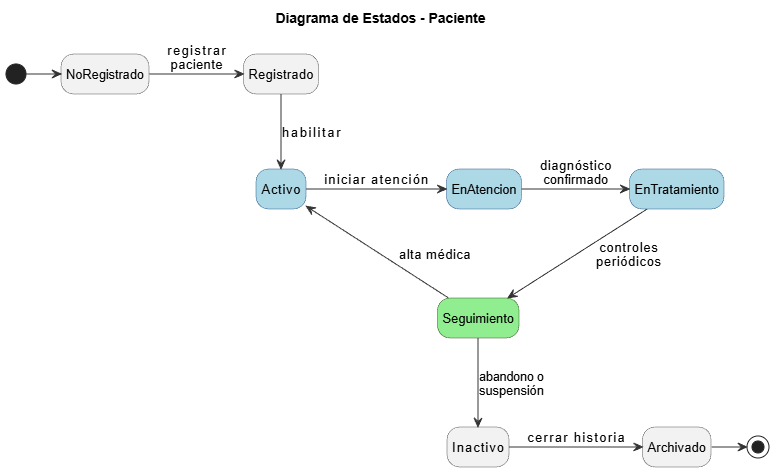 Diagrama de Estados - Paciente
registrar
paciente
NoRegistrado
Registrado
habilitar
Activo
iniciar atención
EnAtencion
diagnóstico
confirmado
EnTratamiento
alta médica
controles
periódicos
Seguimiento
abandono o
suspensión
Inactivo
cerrar historia
Archivado